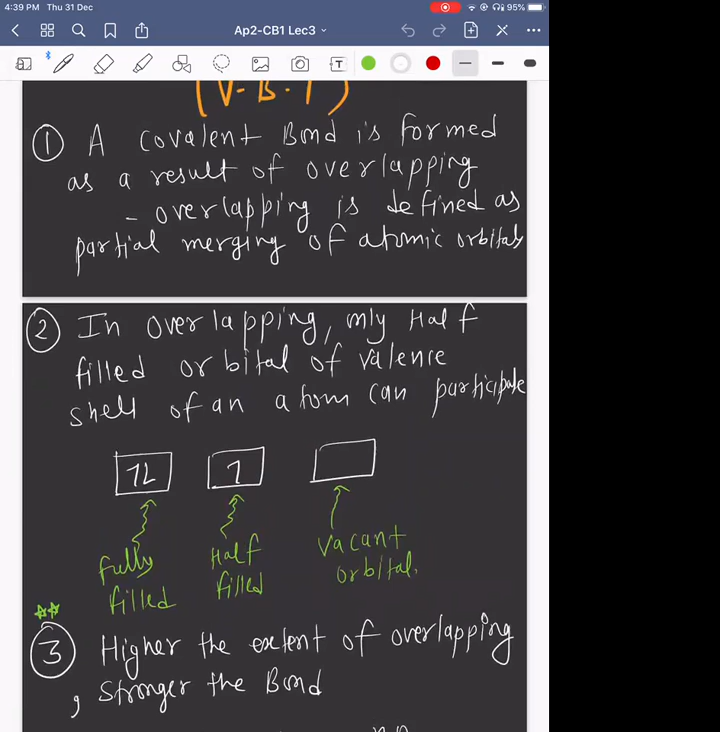 4:39 PM Thu 31 Dec
95%
Ap2-CB1 Lec3
(V-B-T)
1 A covalent Bond is formed
as a result of overlapping
- overlapping is defined as
partial merging of atomic orbitals
2 In overlapping, only Half
filled orbital of valence
shell of an atom can participate
1L 1
Fully filled
Half filled
Vacant orbital.
3 Higher the extent of overlapping
, stronger the Bond